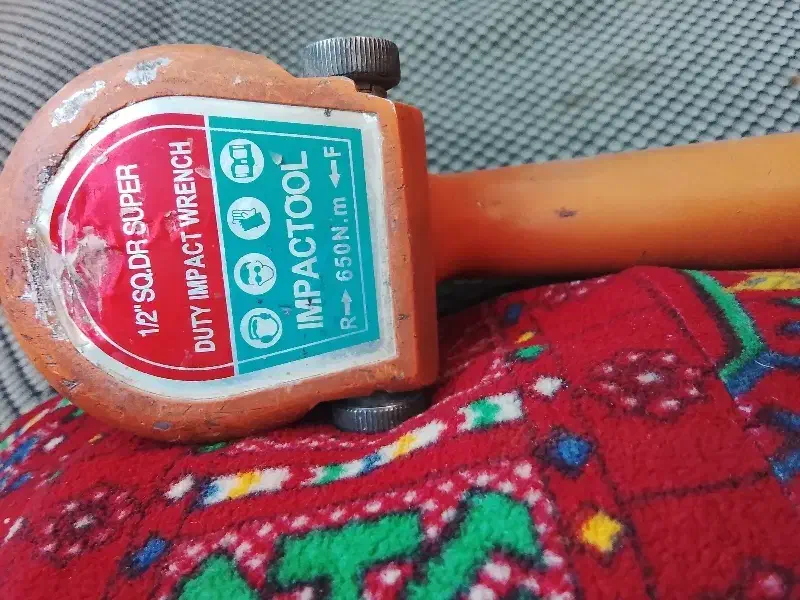 1/2" SQ.DR SUPER
DUTY IMPACT WRENCH
IMPACTOOL
R→ 650N.m ←F